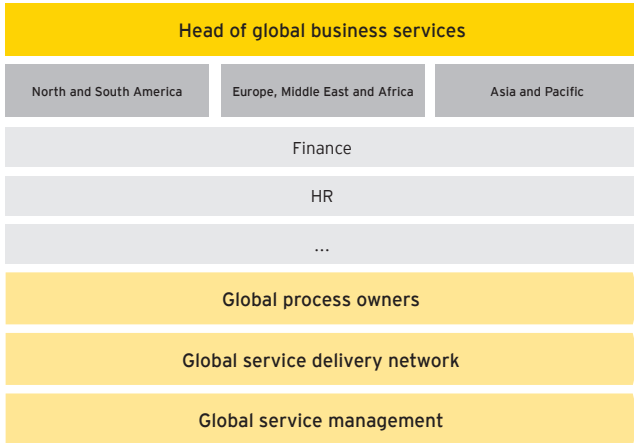 Head of global business services
North and South America
Europe, Middle East and Africa
Asia and Pacific
Finance
HR
...
Global process owners
Global service delivery network
Global service management